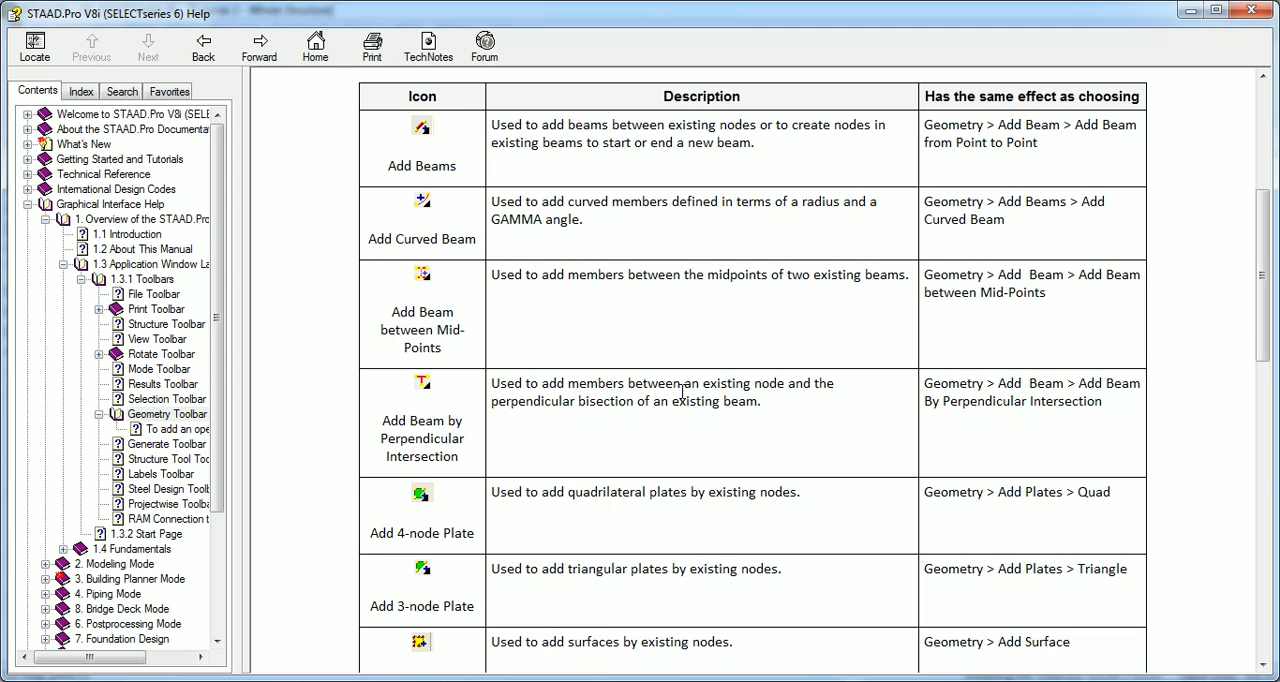 STAAD.Pro V8i (SELECTseries 6) Help
Locate
Previous
Next
Back
Forward
Home
Print
TechNotes
Forum
Contents
Index
Search
Favorites
Welcome to STAAD.Pro V8i (SELE
About the STAAD.Pro Documenta
What's New
Getting Started and Tutorials
Technical Reference
International Design Codes
Graphical Interface Help
1. Overview of the STAAD.Pro
1.1 Introduction
1.2 About This Manual
1.3 Application Window La
1.3.1 Toolbars
File Toolbar
Print Toolbar
Structure Toolbar
View Toolbar
Rotate Toolbar
Mode Toolbar
Results Toolbar
Selection Toolbar
Geometry Toolbar
To add an ope
Generate Toolbar
Structure Tool Too
Labels Toolbar
Steel Design Toolb
Projectwise Toolba
RAM Connection t
1.3.2 Start Page
1.4 Fundamentals
2. Modeling Mode
3. Building Planner Mode
4. Piping Mode
8. Bridge Deck Mode
6. Postprocessing Mode
7. Foundation Design
Icon
Description
Has the same effect as choosing
Add Beams
Used to add beams between existing nodes or to create nodes in
existing beams to start or end a new beam.
Geometry > Add Beam > Add Beam
from Point to Point
Add Curved Beam
Used to add curved members defined in terms of a radius and a
GAMMA angle.
Geometry > Add Beams > Add
Curved Beam
Add Beam
between Mid-
Points
Used to add members between the midpoints of two existing beams.
Geometry > Add Beam > Add Beam
between Mid-Points
Add Beam by
Perpendicular
Intersection
Used to add members between an existing node and the
perpendicular bisection of an existing beam.
Geometry > Add Beam > Add Beam
By Perpendicular Intersection
Add 4-node Plate
Used to add quadrilateral plates by existing nodes.
Geometry > Add Plates > Quad
Add 3-node Plate
Used to add triangular plates by existing nodes.
Geometry > Add Plates > Triangle
Used to add surfaces by existing nodes.
Geometry > Add Surface